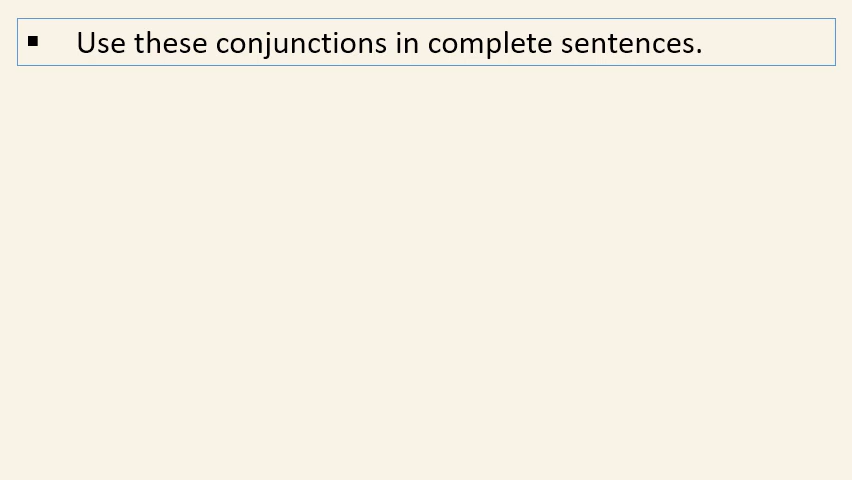 ▪ Use these conjunctions in complete sentences.